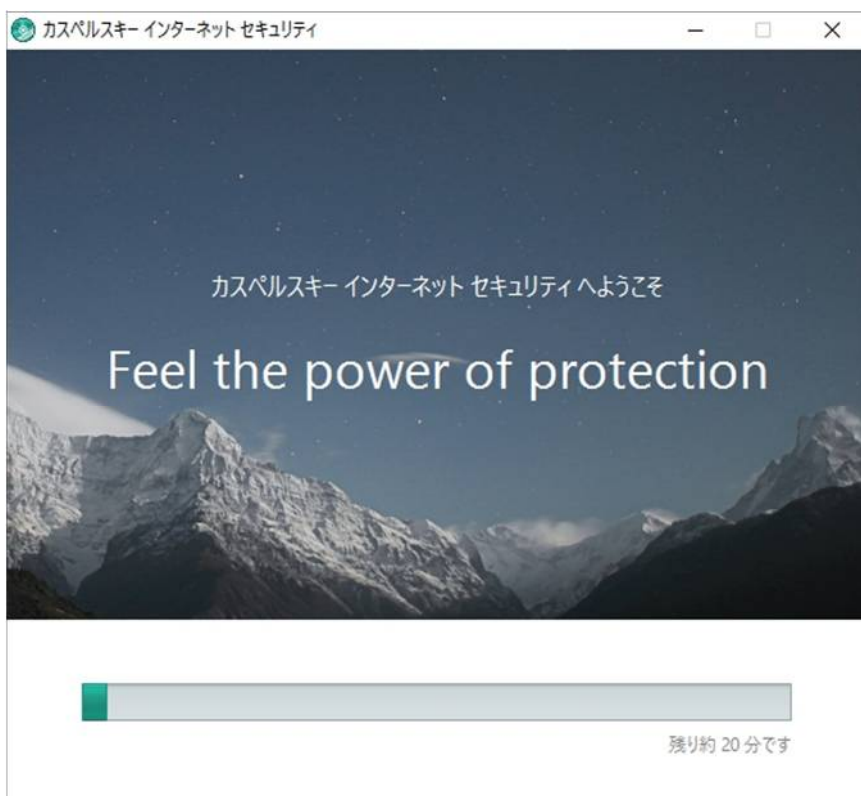 カスペルスキー インターネット セキュリティ
カスペルスキー インターネット セキュリティ へようこそ
Feel the power of protection
残り約 20 分です